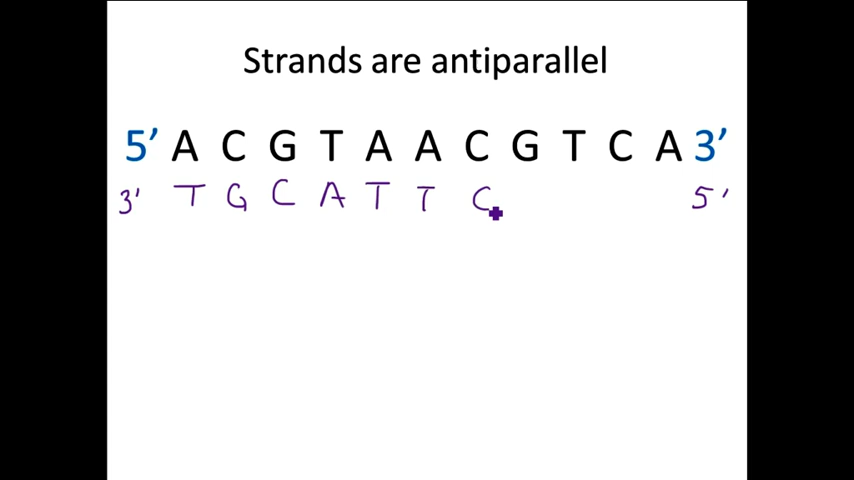 Strands are antiparallel
5’ A C G T A A C G T C A 3’
3' T G C A T T C 5'